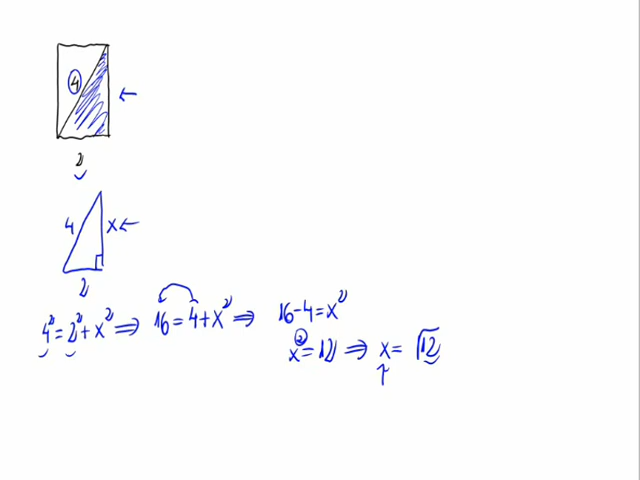 4
2
4 x
2
4² = 2² + x² ⇒ 16 = 4 + x² ⇒ 16 - 4 = x²
x² = 12 ⇒ x = √12